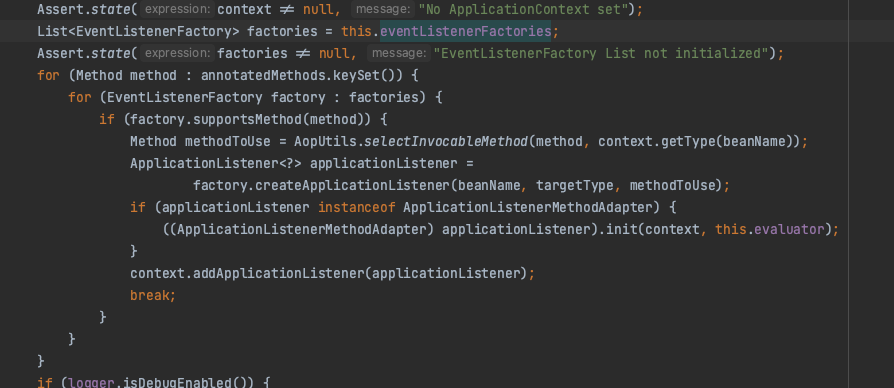 Assert.state( expression: context ≠ null, message: "No ApplicationContext set");
List<EventListenerFactory> factories = this.eventListenerFactories;
Assert.state( expression: factories ≠ null, message: "EventListenerFactory List not initialized");
for (Method method : annotatedMethods.keySet()) {
for (EventListenerFactory factory : factories) {
if (factory.supportsMethod(method)) {
Method methodToUse = AopUtils.selectInvocableMethod(method, context.getType(beanName));
ApplicationListener<?> applicationListener =
factory.createApplicationListener(beanName, targetType, methodToUse);
if (applicationListener instanceof ApplicationListenerMethodAdapter) {
((ApplicationListenerMethodAdapter) applicationListener).init(context, this.evaluator);
}
context.addApplicationListener(applicationListener);
break;
}
}
}
if (logger.isDebugEnabled()) {